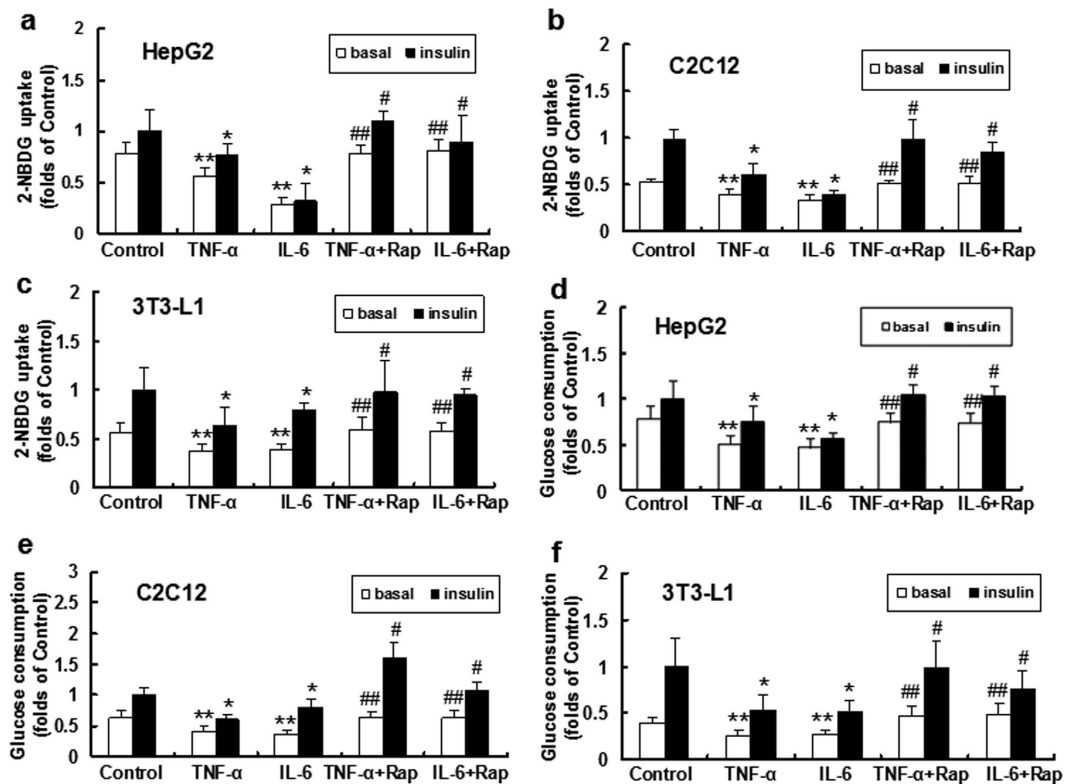 a
HepG2
basal insulin
2-NBDG uptake
(folds of Control)
2
1.5
1
0.5
0
** * ** * ## # ## #
Control TNF-α IL-6 TNF-α+Rap IL-6+Rap
b
C2C12
basal insulin
2-NBDG uptake
(folds of Control)
2
1.5
1
0.5
0
** * ** * ## # ## #
Control TNF-α IL-6 TNF-α+Rap IL-6+Rap
c
3T3-L1
basal insulin
2-NBDG uptake
(folds of Control)
2
1.5
1
0.5
0
** * ** * ## # ## #
Control TNF-α IL-6 TNF-α+Rap IL-6+Rap
d
HepG2
basal insulin
Glucose consumption
(folds of Control)
2
1.5
1
0.5
0
** * ** * ## # ## #
Control TNF-α IL-6 TNF-α+Rap IL-6+Rap
e
C2C12
basal insulin
Glucose consumption
(folds of Control)
3
2.5
2
1.5
1
0.5
0
** * ** * ## # ## #
Control TNF-α IL-6 TNF-α+Rap IL-6+Rap
f
3T3-L1
basal insulin
Glucose consumption
(folds of Control)
2
1.5
1
0.5
0
** * ** * ## # ## #
Control TNF-α IL-6 TNF-α+Rap IL-6+Rap